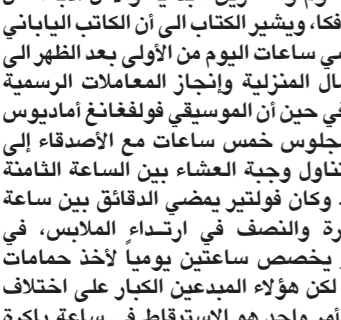 فكا، ويشير الكتاب الى أن الكاتب الياباني
ساعات اليوم من الأولى بعد الظهر الى
المنزلية وإنجاز المعاملات الرسمية
في حين أن الموسيقي فولفغانغ أماديوس
جلوس خمس ساعات مع الأصدقاء إلى
تناول وجبة العشاء بين الساعة الثامنة
وكان فولتير يمضي الدقائق بين ساعة
رة والنصف في ارتــداء الملابس، في
يخصص ساعتين يومياً لأخذ حمامات
لكن هؤلاء المبدعين الكبار على اختلاف
أمر واحد هو الاستيقاظ في ساعة باكرة